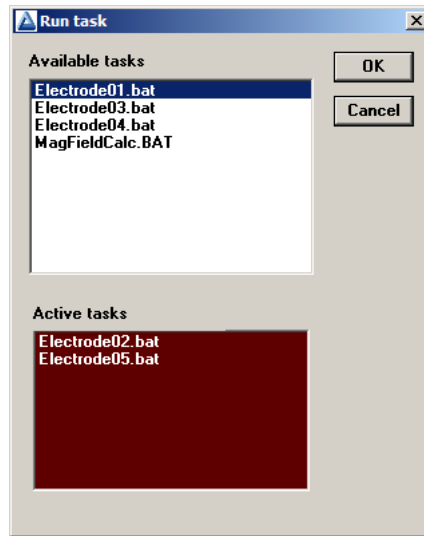 Run task
Available tasks
OK
Electrode01.bat
Electrode03.bat
Electrode04.bat
Cancel
MagFieldCalc.BAT
Active tasks
Electrode02.bat
Electrode05.bat